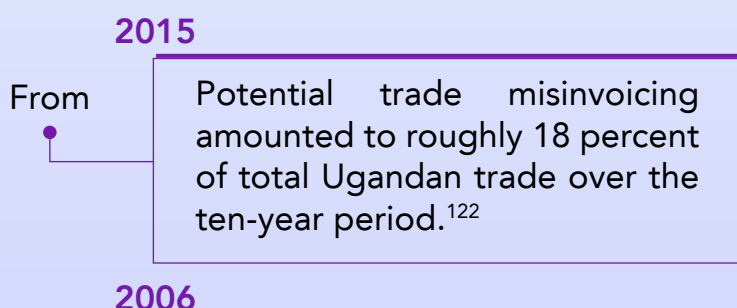 2015
From
Potential trade misinvoicing
amounted to roughly 18 percent
of total Ugandan trade over the
ten-year period.122
2006